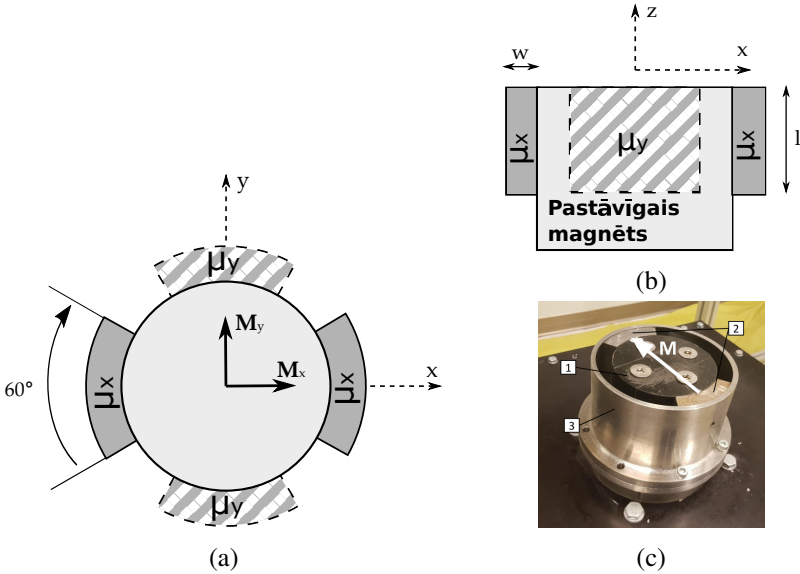 y
μy
My
Mx
x
μx
μx
60°
μy
(a)
z
x
w
l
μx
μy
μx
Pastāvīgais
magnēts
(b)
M
1
2
3
(c)